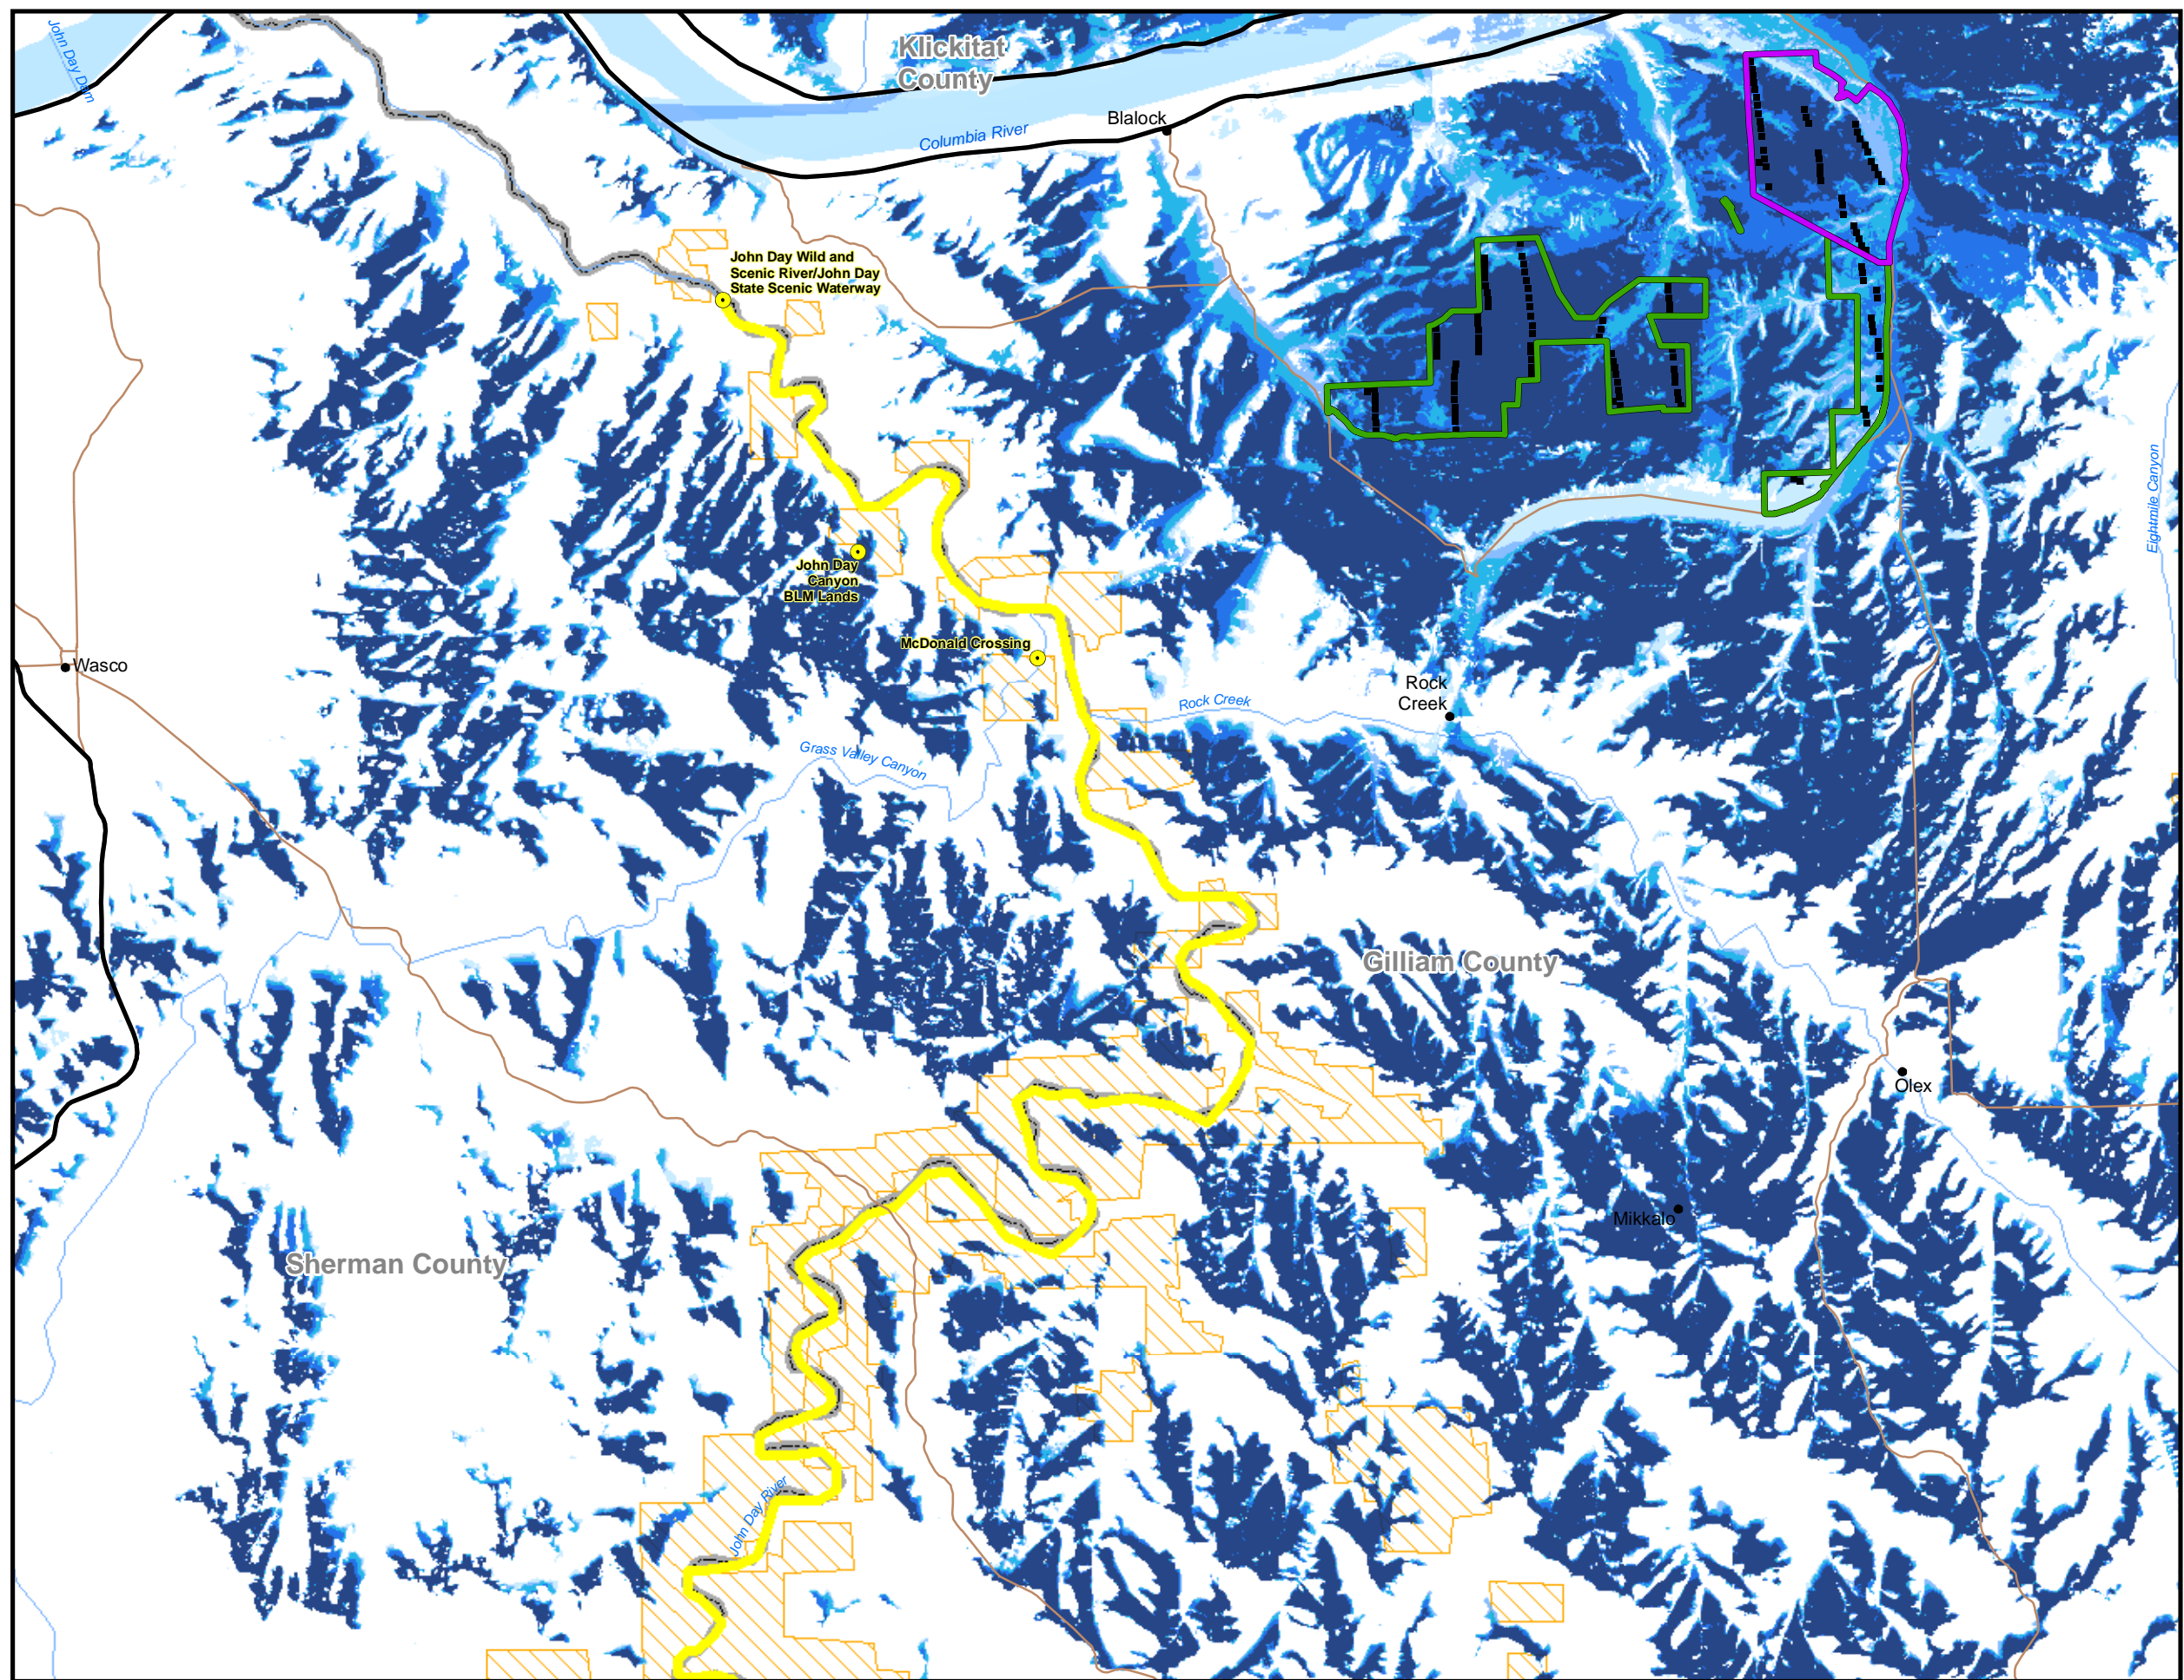 John Day Dam
Klickitat
County
Columbia River
Blalock
John Day Wild and
Scenic River/John Day
State Scenic Waterway
Eightmile Canyon
John Day
Canyon
BLM Lands
McDonald Crossing
Wasco
Rock
Creek
Rock Creek
Grass Valley Canyon
Gilliam County
Olex
Mikkalo
Sherman County
John Day River